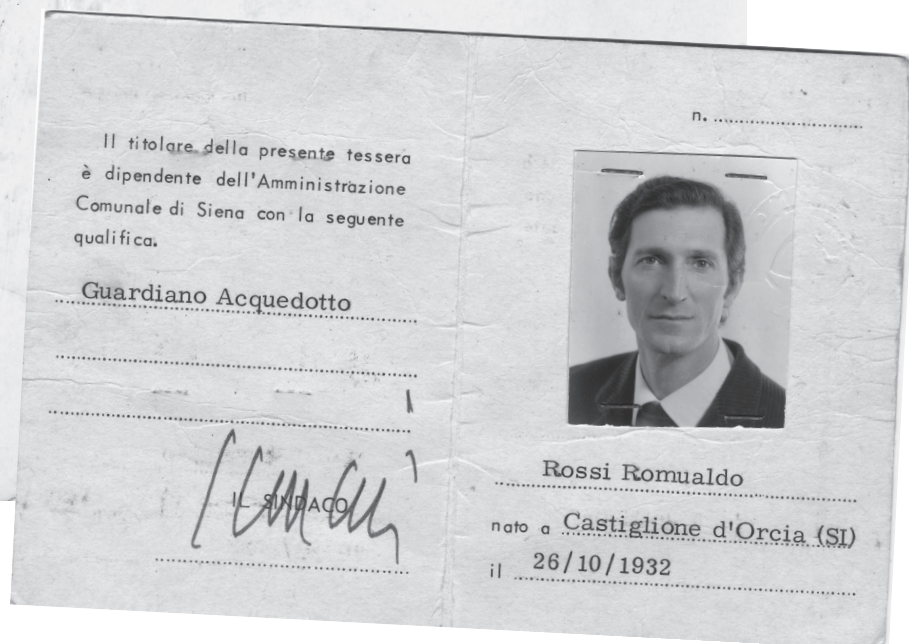 Il titolare della presente tessera
è dipendente dell'Amministrazione
Comunale di Siena con la seguente
qualifica.
Guardiano Acquedotto
IL SINDACO
n.
Rossi Romualdo
nato a Castiglione d'Orcia (SI)
il 26/10/1932